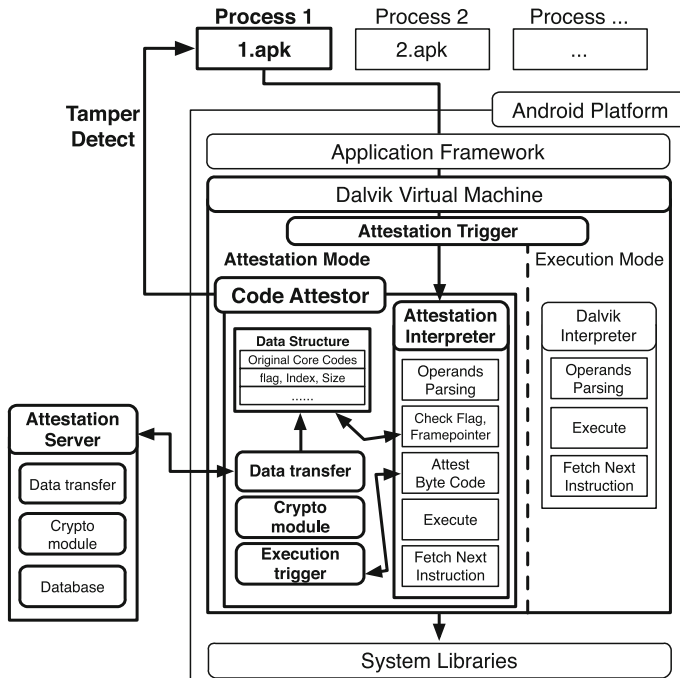 Process 1
Process 2
Process ...
1.apk
2.apk
...
Tamper
Detect
Android Platform
Application Framework
Dalvik Virtual Machine
Attestation Trigger
Attestation Mode
Execution Mode
Code Attestor
Attestation
Interpreter
Dalvik
Interpreter
Data Structure
Original Core Codes
flag, Index, Size
......
Operands
Parsing
Check Flag,
Framepointer
Attest
Byte Code
Execute
Fetch Next
Instruction
Operands
Parsing
Execute
Fetch Next
Instruction
Attestation
Server
Data transfer
Crypto
module
Database
Data transfer
Crypto
module
Execution
trigger
System Libraries